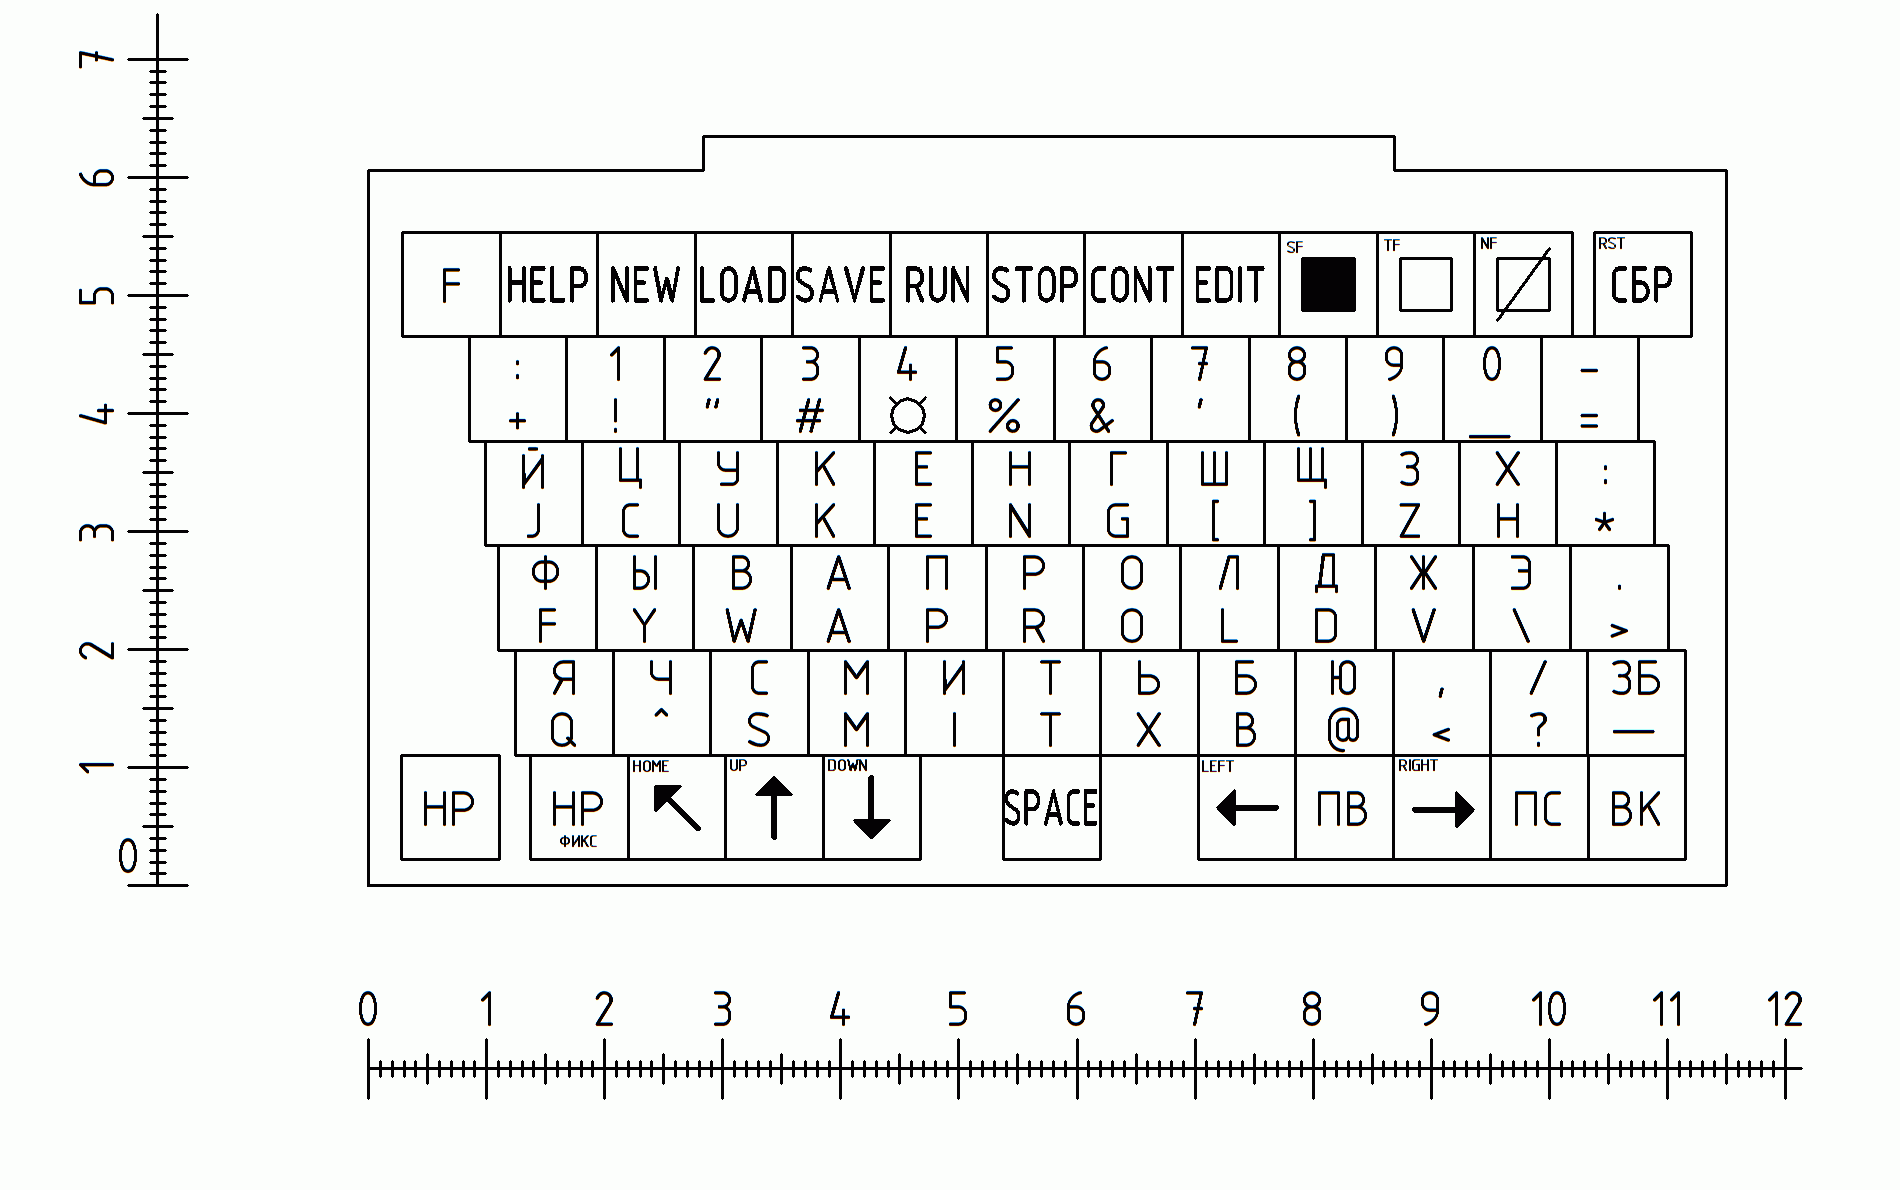 7
6
5
4
3
2
1
0
SF TF NF RST
F HELP NEW LOAD SAVE RUN STOP CONT EDIT СБР
: 1 2 3 4 5 6 7 8 9 0 -
+ ! " # ¤ % & ' ( ) _ =
Й Ц У К Е Н Г Ш Щ З Х :
J C U K E N G [ ] Z H *
Ф Ы В А П Р О Л Д Ж Э .
F Y W A P R O L D V \ >
Я Ч С М И Т Ь Б Ю , / ЗБ
Q ^ S M I T X B @ < ? —
HOME UP DOWN LEFT RIGHT
НР НР ↖ ↑ ↓ SPACE ← ПВ → ПС ВК
ФИКС
0 1 2 3 4 5 6 7 8 9 10 11 12